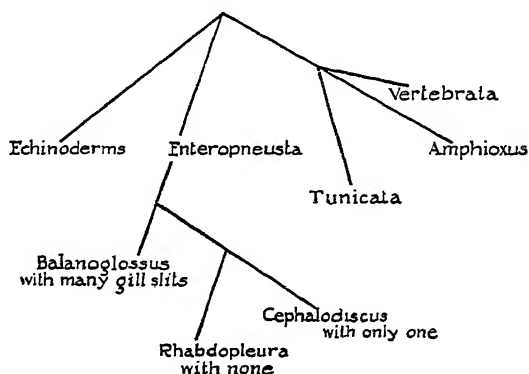 Vertebrata
Echinoderms
Enteropneusta
Amphioxus
Tunicata
Balanoglossus
with many gill slits
Cephalodiscus
with only one
Rhabdopleura
with none